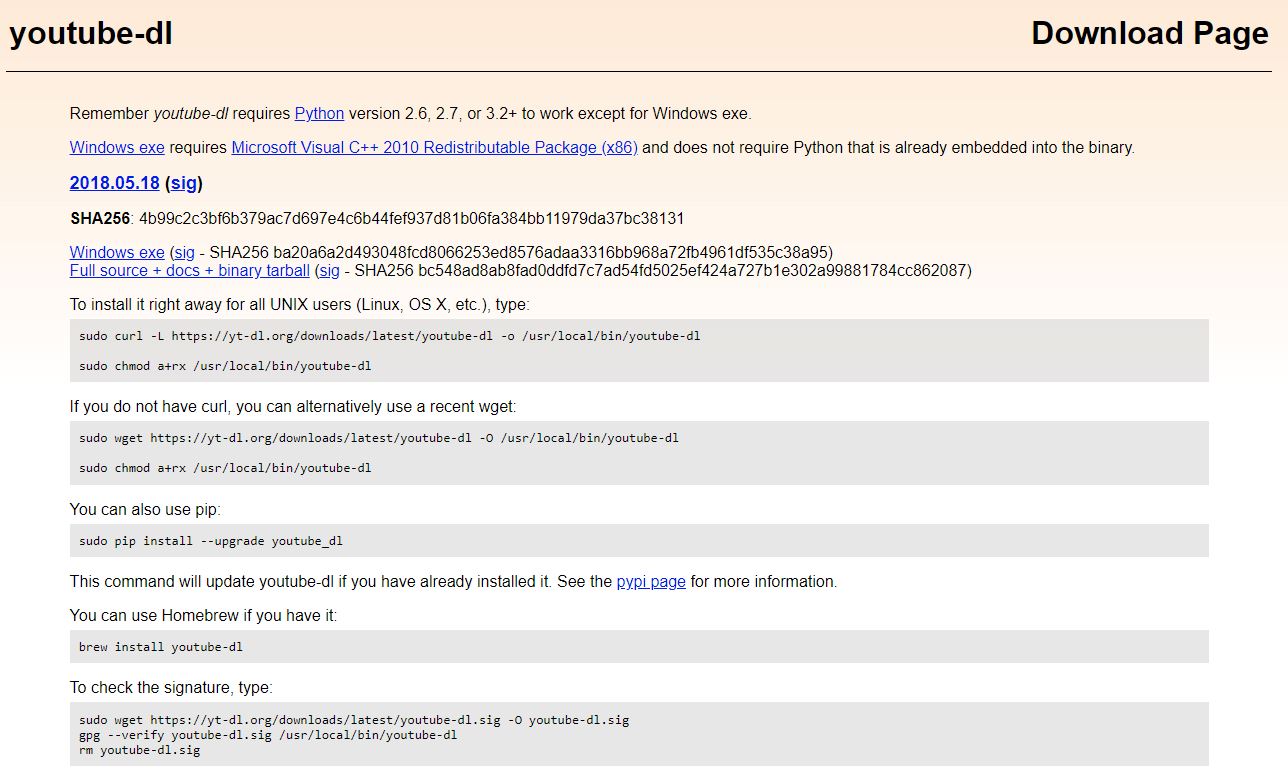 youtube-dl
Download Page
Remember youtube-dl requires Python version 2.6, 2.7, or 3.2+ to work except for Windows exe.
Windows exe requires Microsoft Visual C++ 2010 Redistributable Package (x86) and does not require Python that is already embedded into the binary.
2018.05.18 (sig)
SHA256: 4b99c2c3bf6b379ac7d697e4c6b44fef937d81b06fa384bb11979da37bc38131
Windows exe (sig - SHA256 ba20a6a2d493048fcd8066253ed8576adaa3316bb968a72fb4961df535c38a95)
Full source + docs + binary tarball (sig - SHA256 bc548ad8ab8fad0ddfd7c7ad54fd5025ef424a727b1e302a99881784cc862087)
To install it right away for all UNIX users (Linux, OS X, etc.), type:
sudo curl -L https://yt-dl.org/downloads/latest/youtube-dl -o /usr/local/bin/youtube-dl
sudo chmod a+rx /usr/local/bin/youtube-dl
If you do not have curl, you can alternatively use a recent wget:
sudo wget https://yt-dl.org/downloads/latest/youtube-dl -O /usr/local/bin/youtube-dl
sudo chmod a+rx /usr/local/bin/youtube-dl
You can also use pip:
sudo pip install --upgrade youtube_dl
This command will update youtube-dl if you have already installed it. See the pypi page for more information.
You can use Homebrew if you have it:
brew install youtube-dl
To check the signature, type:
sudo wget https://yt-dl.org/downloads/latest/youtube-dl.sig -O youtube-dl.sig
gpg --verify youtube-dl.sig /usr/local/bin/youtube-dl
rm youtube-dl.sig